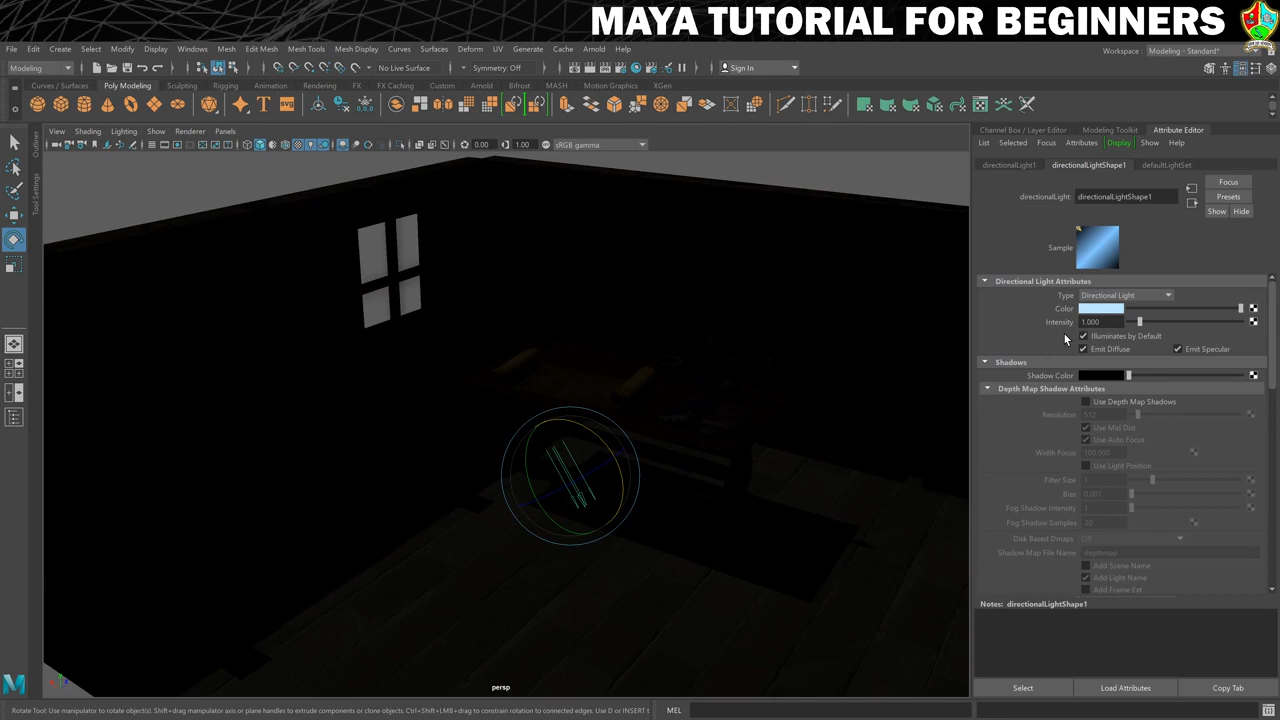 MAYA TUTORIAL FOR BEGINNERS
File Edit Create Select Modify Display Windows Mesh Edit Mesh Mesh Tools Mesh Display Curves Surfaces Deform UV Generate Cache Arnold Help
Workspace : Modeling - Standard*
Modeling No Live Surface Symmetry: Off Sign In
Curves / Surfaces Poly Modeling Sculpting Rigging Animation Rendering FX FX Caching Custom Arnold Bifrost MASH Motion Graphics XGen
svg
View Shading Lighting Show Renderer Panels
0.00 1.00 sRGB gamma
Outliner
Tool Settings
persp
Channel Box / Layer Editor Modeling Toolkit Attribute Editor
List Selected Focus Attributes Display Show Help
directionalLight1 directionalLightShape1 defaultLightSet
Focus
directionalLight: directionalLightShape1 Presets
Show Hide
Sample
Directional Light Attributes
Type Directional Light
Color
Intensity 1.000
Illuminates by Default
Emit Diffuse Emit Specular
Shadows
Shadow Color
Depth Map Shadow Attributes
Use Depth Map Shadows
Resolution 512
Use Mid Dist
Use Auto Focus
Width Focus 100.000
Use Light Position
Filter Size 1
Bias 0.001
Fog Shadow Intensity 1
Fog Shadow Samples 20
Disk Based Dmaps Off
Shadow Map File Name depthmap
Add Scene Name
Add Light Name
Add Frame Ext
Notes: directionalLightShape1
Select Load Attributes Copy Tab
Rotate Tool: Use manipulator to rotate object(s). Shift+drag manipulator axis or plane handles to extrude components or clone objects. Ctrl+Shift+LMB+drag to constrain rotation to connected edges. Use D or INSERT t
MEL